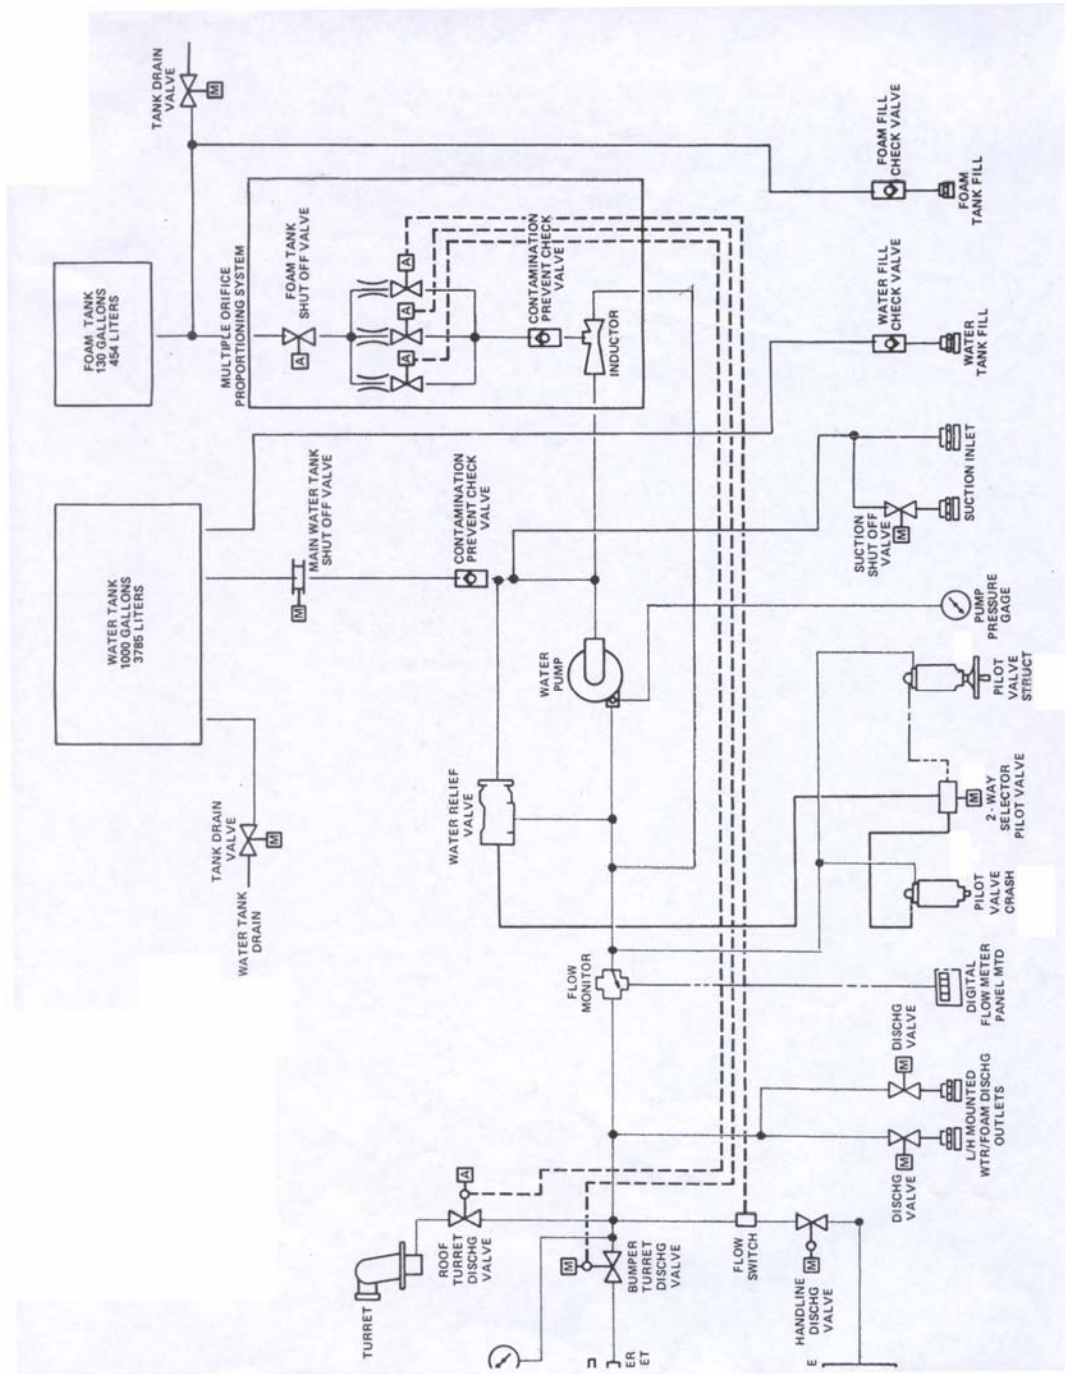 TANK DRAIN
VALVE
M
FOAM TANK
130 GALLONS
454 LITERS
MULTIPLE ORIFICE
PROPORTIONING SYSTEM
FOAM TANK
SHUT OFF VALVE
A
A
A
A
CONTAMINATION
PREVENT CHECK
VALVE
INDUCTOR
FOAM FILL
CHECK VALVE
FOAM
TANK FILL
WATER FILL
CHECK VALVE
WATER
TANK FILL
WATER TANK
1000 GALLONS
3785 LITERS
MAIN WATER TANK
SHUT OFF VALVE
M
CONTAMINATION
PREVENT CHECK
VALVE
SUCTION INLET
SUCTION
SHUT OFF
VALVE
M
WATER
PUMP
PUMP
PRESSURE
GAGE
TANK DRAIN
VALVE
M
WATER TANK
DRAIN
WATER RELIEF
VALVE
PILOT
VALVE
STRUCT
2-WAY
SELECTOR
PILOT VALVE
M
PILOT
VALVE
CRASH
FLOW
MONITOR
DIGITAL
FLOW METER
PANEL MTD
DISCHG
VALVE
M
L/H MOUNTED
WTR/FOAM DISCHG
OUTLETS
DISCHG
VALVE
M
TURRET
ROOF
TURRET
DISCHG
VALVE
A
BUMPER
TURRET
DISCHG
VALVE
M
FLOW
SWITCH
HANDLINE
DISCHG
VALVE
M
ER
ET
E